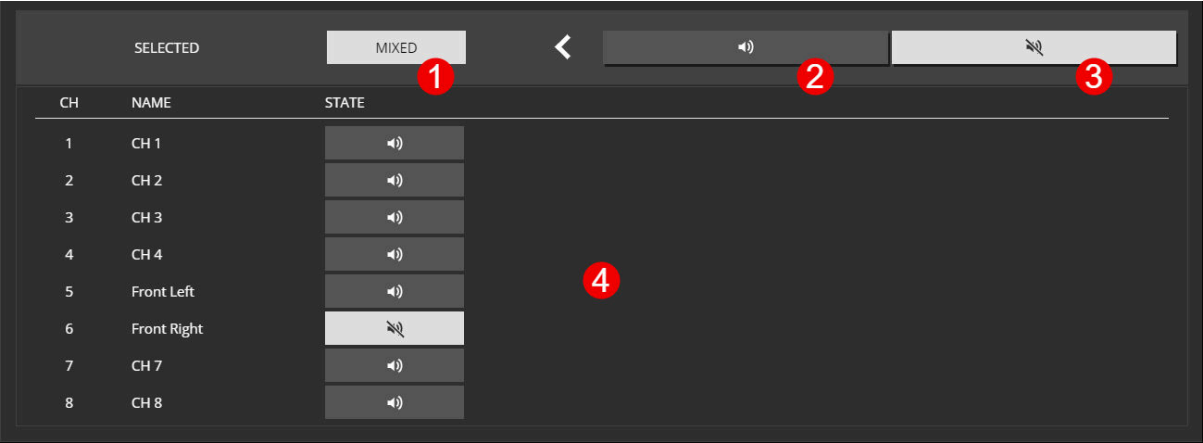 SELECTED MIXED
1 2 3
CH NAME STATE
1 CH 1
2 CH 2
3 CH 3
4 CH 4
4
5 Front Left
6 Front Right
7 CH 7
8 CH 8